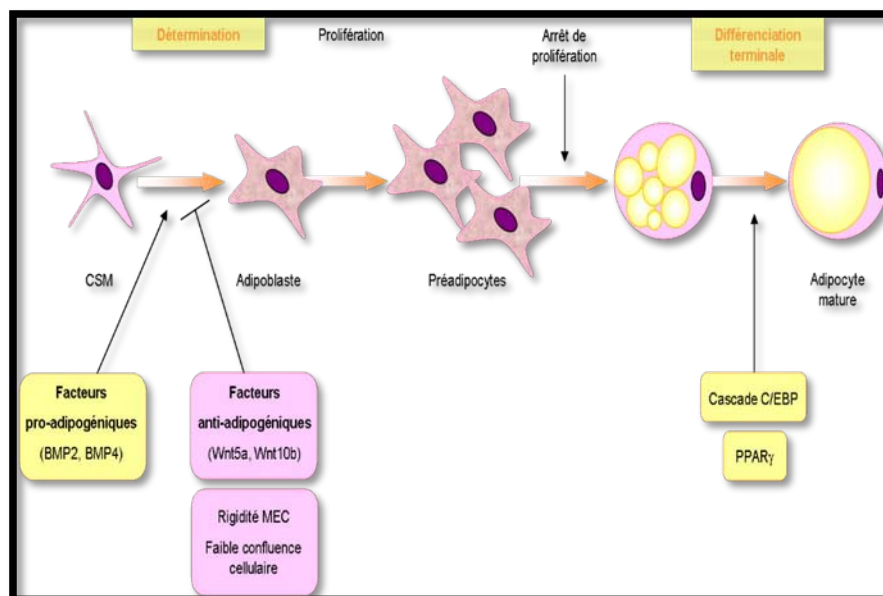 Détermination
Prolifération
Arrêt de
prolifération
Différenciation
terminale
CSM
Adipoblaste
Préadipocytes
Adipocyte
mature
Facteurs
pro-adipogéniques
(BMP2, BMP4)
Facteurs
anti-adipogéniques
(Wnt5a, Wnt10b)
Rigidité MEC
Faible confluence
cellulaire
Cascade C/EBP
PPARγ